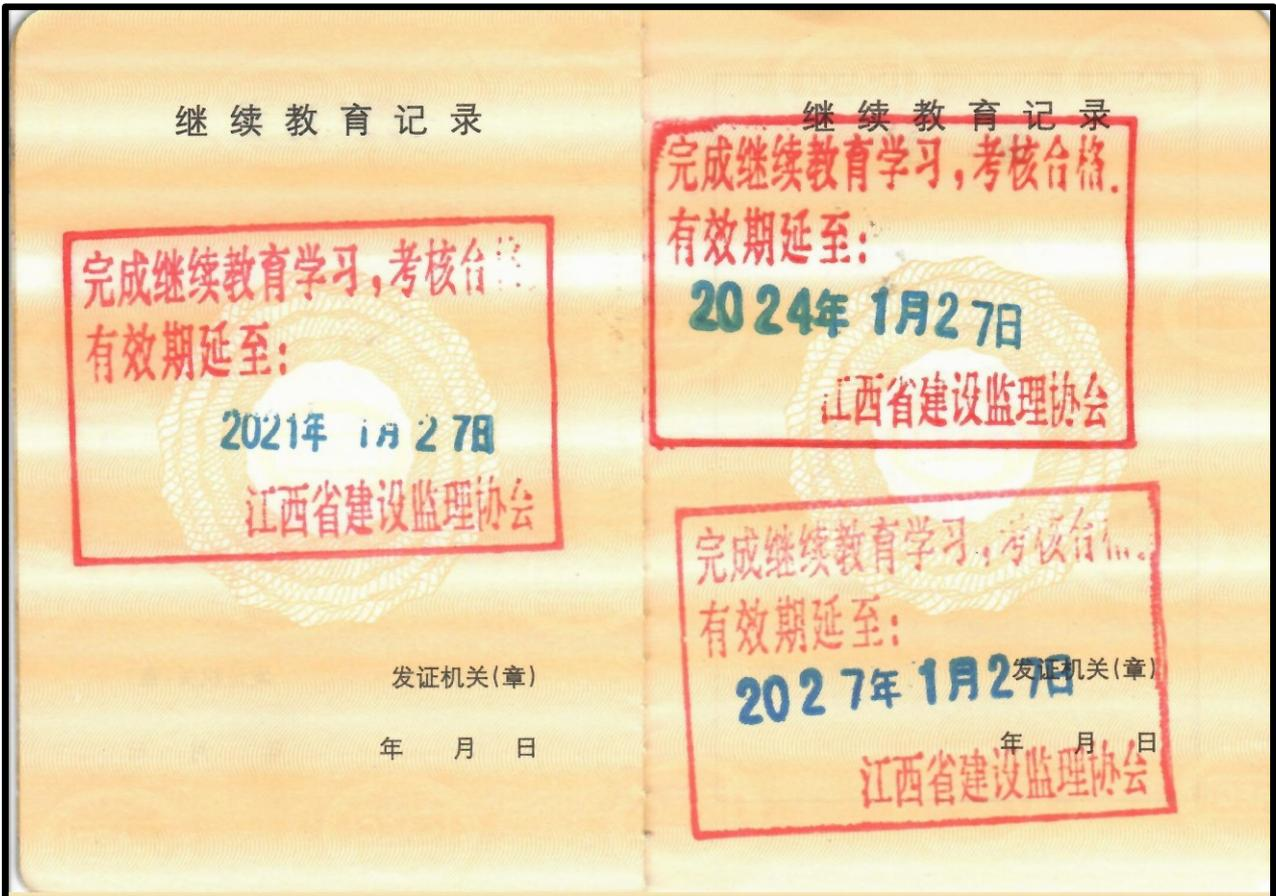 继续教育记录
完成继续教育学习，考核合格
有效期延至：
2021年1月27日
江西省建设监理协会
发证机关（章）
年 月 日
继续教育记录
完成继续教育学习，考核合格.
有效期延至：
2024年1月27日
江西省建设监理协会
完成继续教育学习，考核合
有效期延至：
2027年1月27日
发证机关（章）
年 月 日
江西省建设监理协会